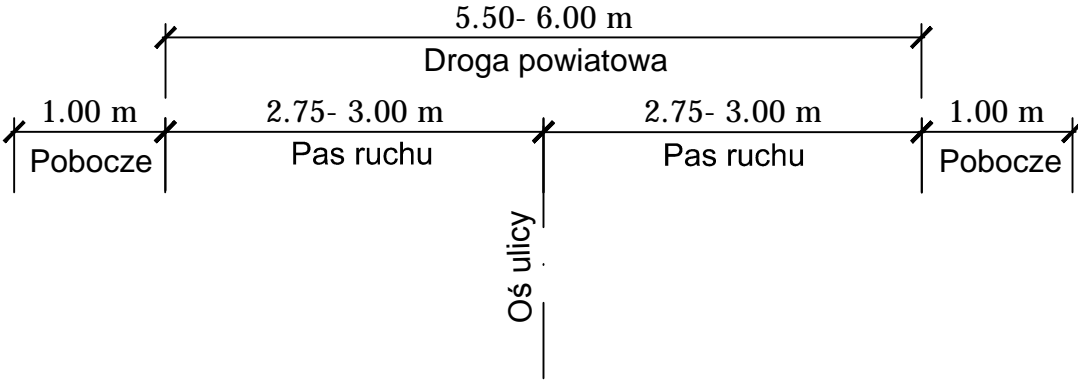 5.50- 6.00 m
Droga powiatowa
1.00 m 2.75- 3.00 m 2.75- 3.00 m 1.00 m
Pobocze Pas ruchu Pas ruchu Pobocze
Oś ulicy